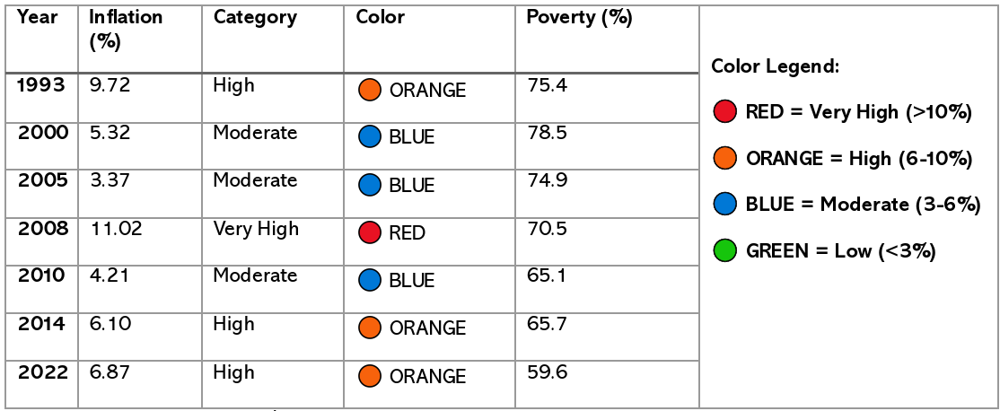 Year Inflation (%) Category Color Poverty (%)
1993 9.72 High ORANGE 75.4
2000 5.32 Moderate BLUE 78.5
2005 3.37 Moderate BLUE 74.9
2008 11.02 Very High RED 70.5
2010 4.21 Moderate BLUE 65.1
2014 6.10 High ORANGE 65.7
2022 6.87 High ORANGE 59.6
Color Legend:
RED = Very High (>10%)
ORANGE = High (6-10%)
BLUE = Moderate (3-6%)
GREEN = Low (<3%)